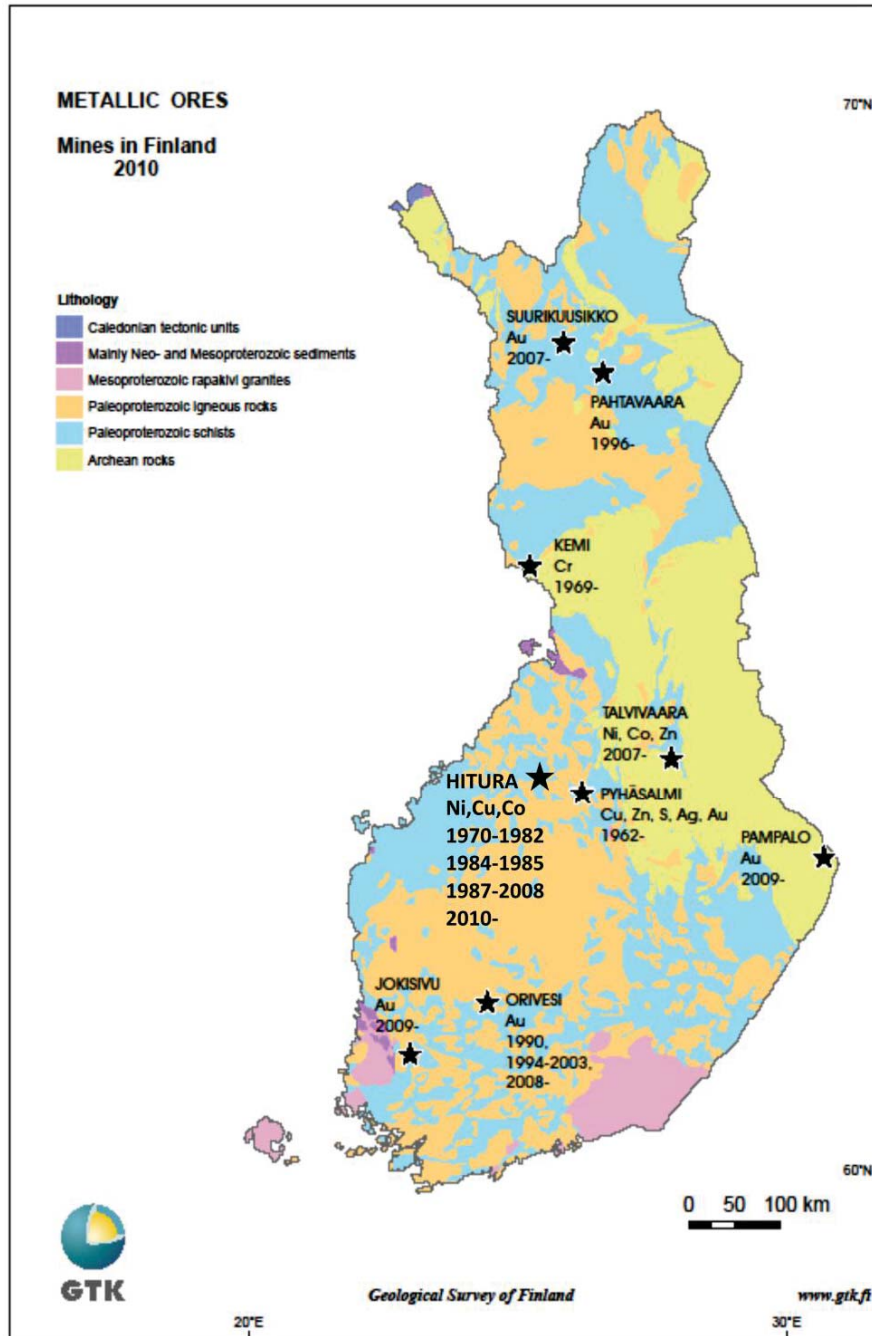 METALLIC ORES
Mines in Finland
2010
70°N
Lithology
Caledonian tectonic units
Mainly Neo- and Mesoproterozoic sediments
Mesoproterozoic rapakivi granites
Paleoproterozoic igneous rocks
Paleoproterozoic schists
Archean rocks
SUURIKUUSIKKO
Au
2007-
PAHTAVAARA
Au
1996-
KEMI
Cr
1969-
TALVIVAARA
Ni, Co, Zn
2007-
HITURA
Ni,Cu,Co
1970-1982
1984-1985
1987-2008
2010-
PYHÄSALMI
Cu, Zn, S, Ag, Au
1962-
PAMPALO
Au
2009-
JOKISIVU
Au
2009-
ORIVESI
Au
1990,
1994-2003,
2008-
60°N
0 50 100 km
GTK
Geological Survey of Finland
www.gtk.fi
20°E
30°E